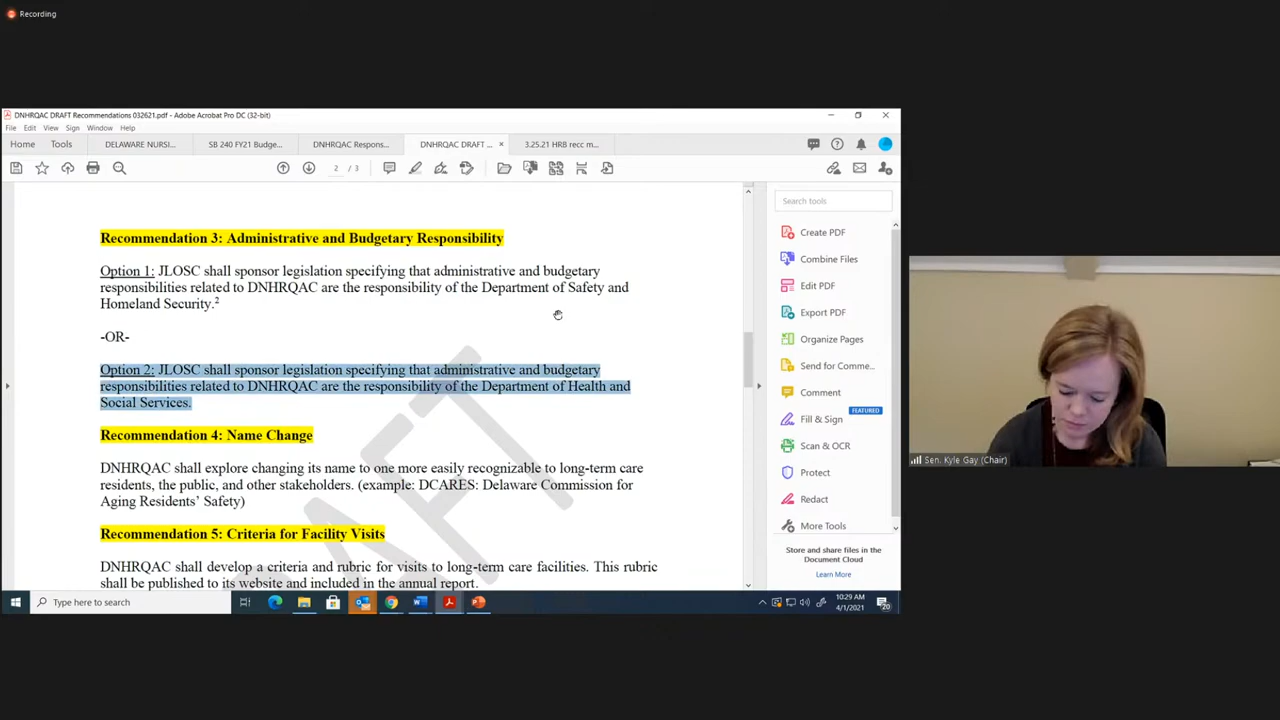 Recording
DNHRQAC DRAFT Recommendations 032621.pdf - Adobe Acrobat Pro DC (32-bit)
File Edit View Sign Window Help
Home Tools DELAWARE NURSI... SB 240 FY21 Budge... DNHRQAC Respons... DNHRQAC DRAFT ... × 3.25.21 HRB recc m...
2 / 3
Search tools
Recommendation 3: Administrative and Budgetary Responsibility
Create PDF
Combine Files
Option 1: JLOSC shall sponsor legislation specifying that administrative and budgetary
responsibilities related to DNHRQAC are the responsibility of the Department of Safety and
Homeland Security.2
Edit PDF
Export PDF
-OR-
Organize Pages
Option 2: JLOSC shall sponsor legislation specifying that administrative and budgetary
responsibilities related to DNHRQAC are the responsibility of the Department of Health and
Social Services.
Send for Comme...
Comment
Recommendation 4: Name Change
FEATURED
Fill & Sign
Scan & OCR
DNHRQAC shall explore changing its name to one more easily recognizable to long-term care
residents, the public, and other stakeholders. (example: DCARES: Delaware Commission for
Aging Residents' Safety)
Protect
Redact
More Tools
Recommendation 5: Criteria for Facility Visits
DNHRQAC shall develop a criteria and rubric for visits to long-term care facilities. This rubric
shall be published to its website and included in the annual report.
Store and share files in the
Document Cloud
Learn More
DRAFT
Type here to search
10:29 AM
4/1/2021
20
Sen. Kyle Gay (Chair)